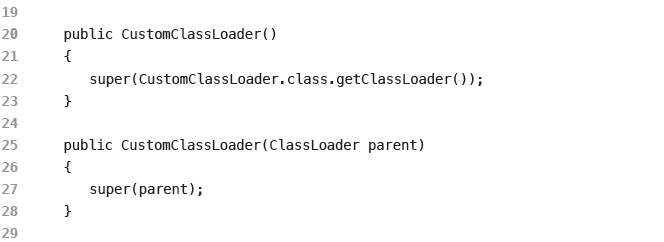 19
20 public CustomClassLoader()
21 {
22 super(CustomClassLoader.class.getClassLoader());
23 }
24
25 public CustomClassLoader(ClassLoader parent)
26 {
27 super(parent);
28 }
29